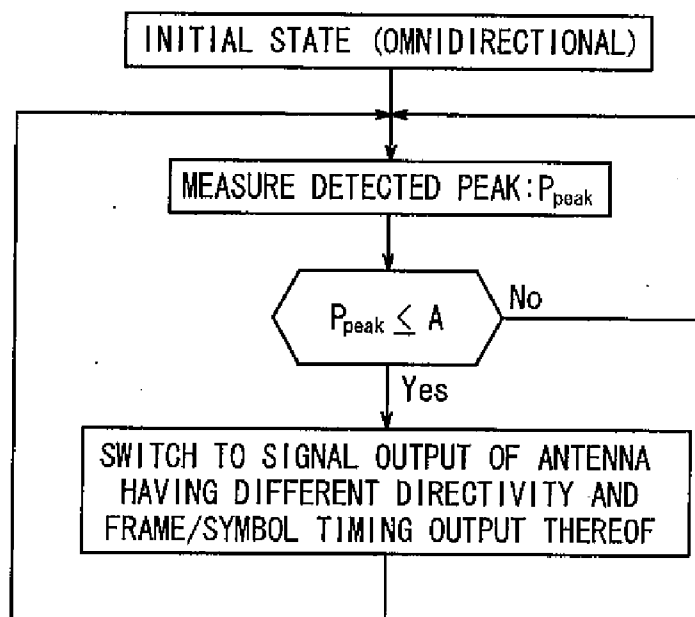 INITIAL STATE (OMNIDIRECTIONAL)
MEASURE DETECTED PEAK:Ppeak
Ppeak ≤ A
No
Yes
SWITCH TO SIGNAL OUTPUT OF ANTENNA
HAVING DIFFERENT DIRECTIVITY AND
FRAME/SYMBOL TIMING OUTPUT THEREOF